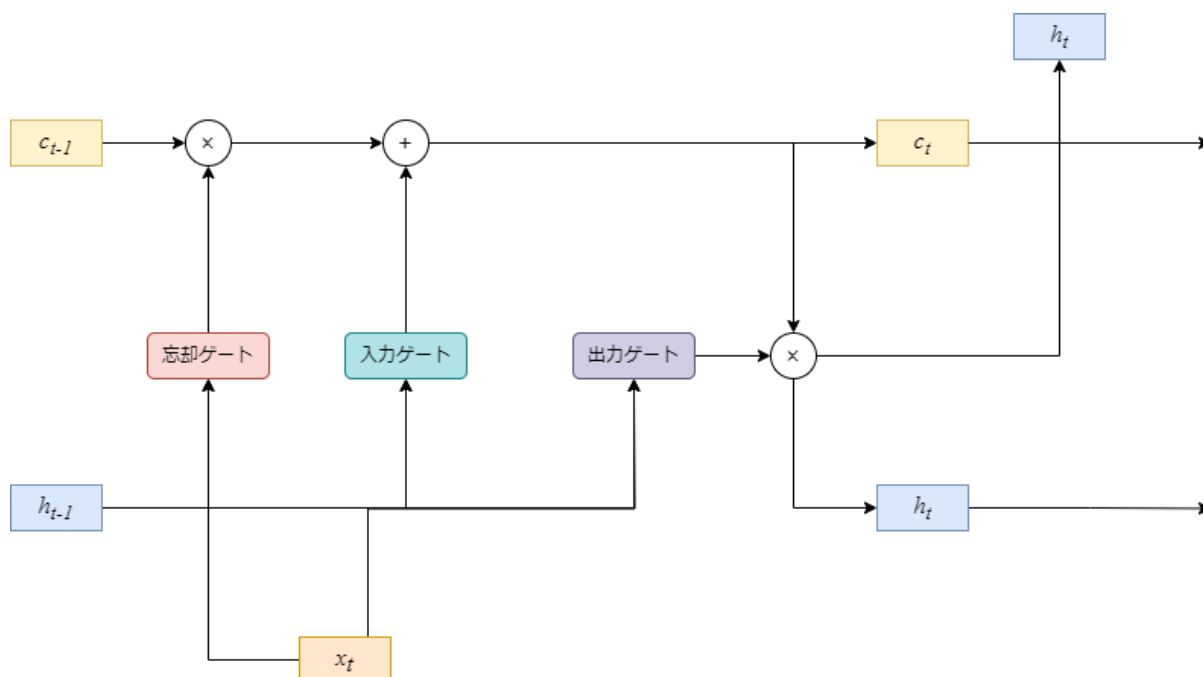 h_t
c_{t-1}
×
+
c_t
忘却ゲート
入力ゲート
出力ゲート
×
h_{t-1}
h_t
x_t